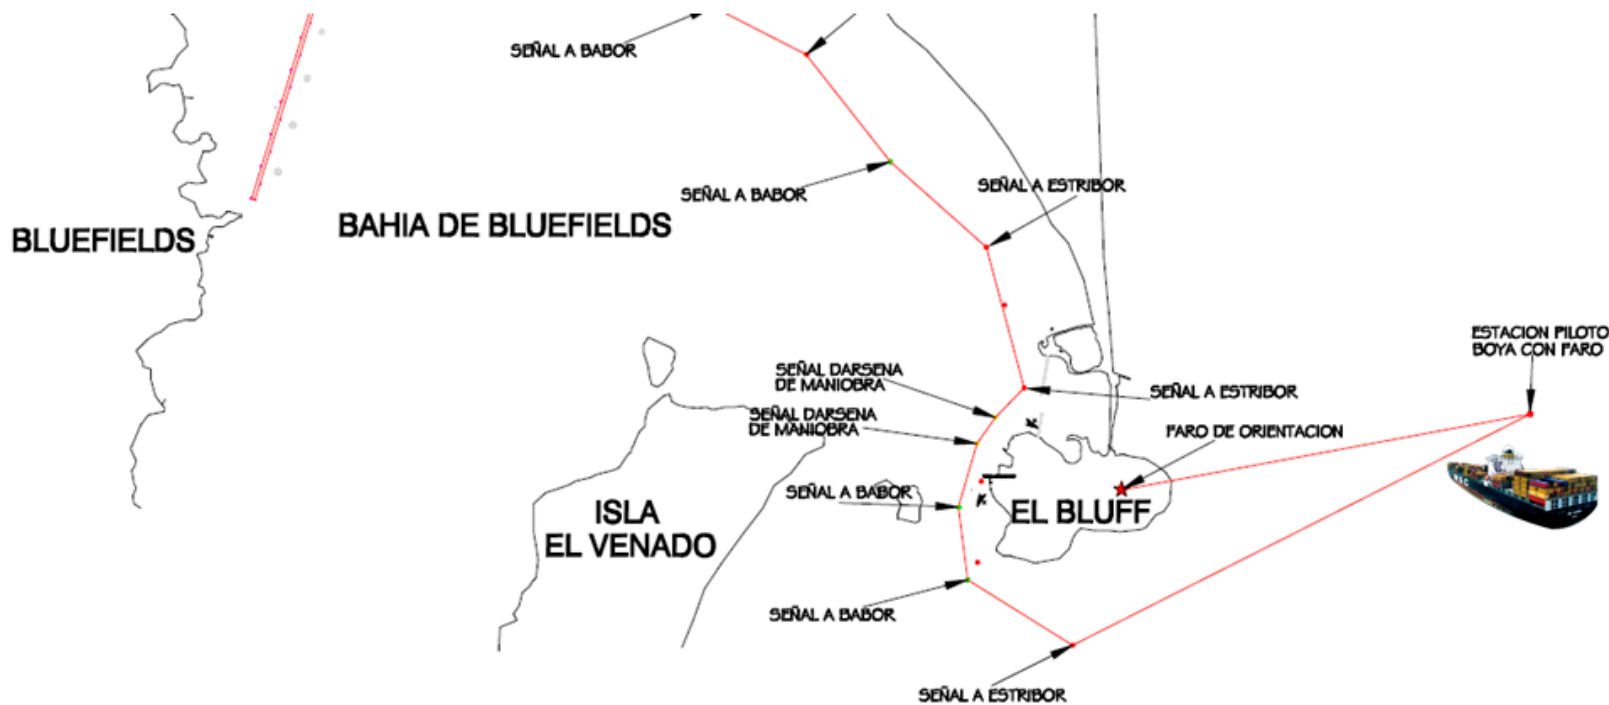 SEÑAL A BABOR
SEÑAL A BABOR
SEÑAL A ESTRIBOR
BLUEFIELDS
BAHIA DE BLUEFIELDS
ESTACION PILOTO
BOYA CON FARO
SEÑAL DARSENA
DE MANIOBRA
SEÑAL A ESTRIBOR
SEÑAL DARSENA
DE MANIOBRA
FARO DE ORIENTACION
SEÑAL A BABOR
ISLA
EL VENADO
EL BLUFF
SEÑAL A BABOR
SEÑAL A ESTRIBOR